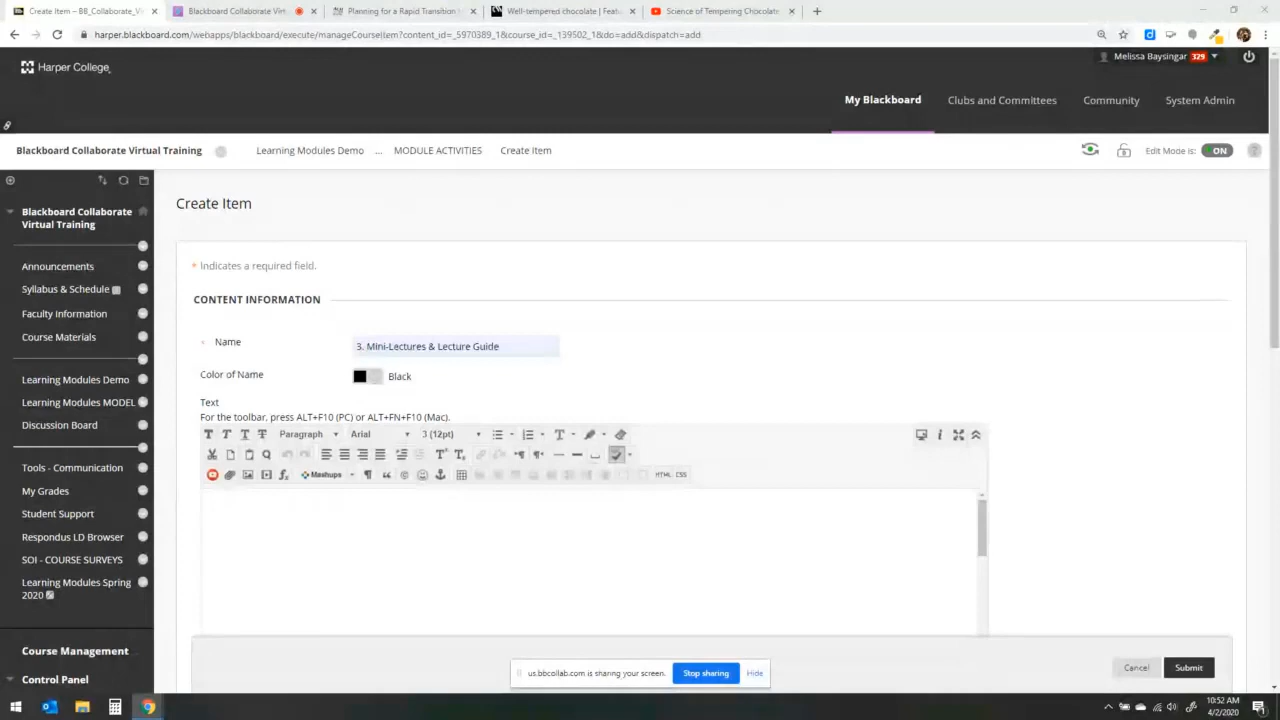 Create Item – BB_Collaborate_Vi
Blackboard Collaborate Virtu
Planning for a Rapid Transition t
Well-tempered chocolate | Featu
Science of Tempering Chocolate
harper.blackboard.com/webapps/blackboard/execute/manageCourseItem?content_id=_5970389_1&course_id=_139502_1&do=add&dispatch=add
Harper College
Melissa Baysingar 329
My Blackboard
Clubs and Committees
Community
System Admin
Blackboard Collaborate Virtual Training
Learning Modules Demo ... MODULE ACTIVITIES Create Item
Edit Mode is: ON
Blackboard Collaborate
Virtual Training
Announcements
Syllabus & Schedule
Faculty Information
Course Materials
Learning Modules Demo
Learning Modules MODEL
Discussion Board
Tools - Communication
My Grades
Student Support
Respondus LD Browser
SOI - COURSE SURVEYS
Learning Modules Spring
2020
Course Management
Control Panel
Create Item
* Indicates a required field.
CONTENT INFORMATION
Name
3. Mini-Lectures & Lecture Guide
Color of Name
Black
Text
For the toolbar, press ALT+F10 (PC) or ALT+FN+F10 (Mac).
T T T T Paragraph Arial 3 (12pt)
Mashups
HTML CSS
us.bbcollab.com is sharing your screen.
Stop sharing
Hide
Cancel
Submit
10:52 AM
4/2/2020